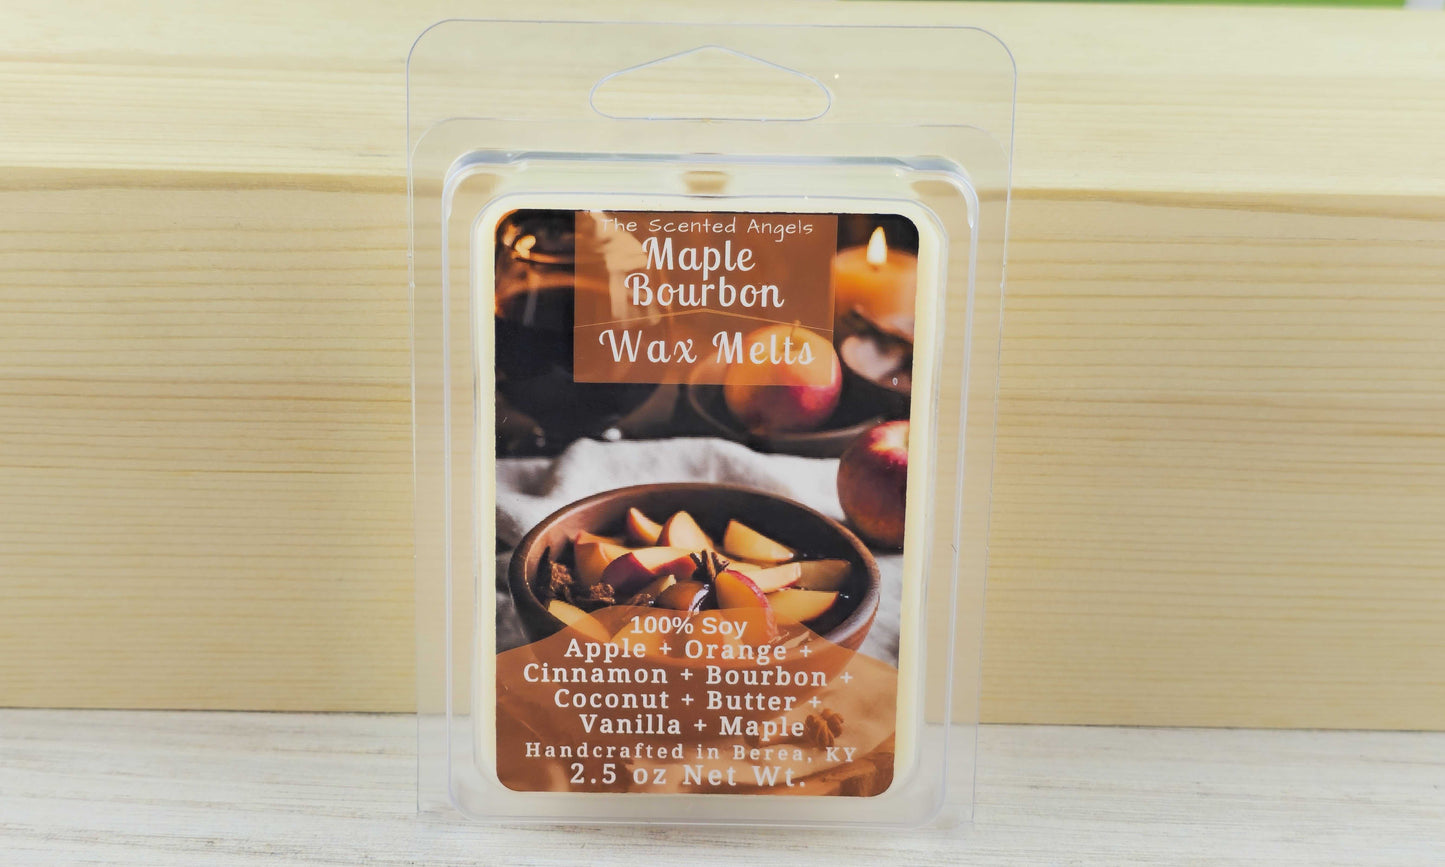 The Scented Angels
Maple
Bourbon
Wax Melts
100% Soy
Apple + Orange +
Cinnamon + Bourbon +
Coconut + Butter +
Vanilla + Maple
Handcrafted in Berea, KY
2.5 oz Net Wt.